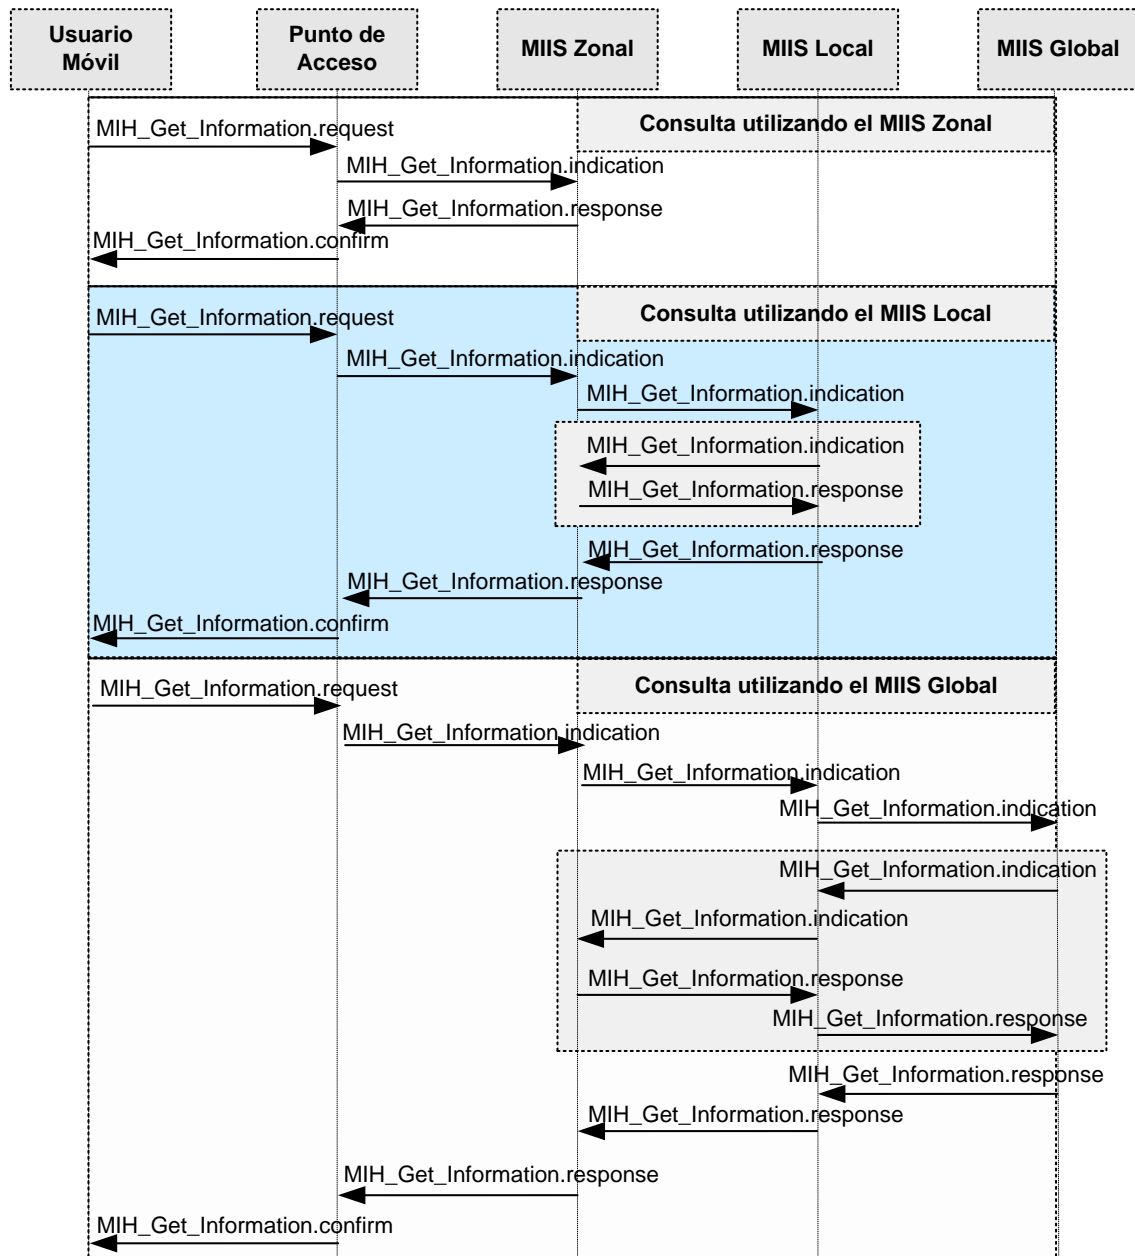 Usuario
Móvil
Punto de
Acceso
MIIS Zonal
MIIS Local
MIIS Global
Consulta utilizando el MIIS Zonal
MIH_Get_Information.request
MIH_Get_Information.indication
MIH_Get_Information.response
MIH_Get_Information.confirm
Consulta utilizando el MIIS Local
MIH_Get_Information.request
MIH_Get_Information.indication
MIH_Get_Information.indication
MIH_Get_Information.indication
MIH_Get_Information.response
MIH_Get_Information.response
MIH_Get_Information.response
MIH_Get_Information.confirm
Consulta utilizando el MIIS Global
MIH_Get_Information.request
MIH_Get_Information.indication
MIH_Get_Information.indication
MIH_Get_Information.indication
MIH_Get_Information.indication
MIH_Get_Information.indication
MIH_Get_Information.response
MIH_Get_Information.response
MIH_Get_Information.response
MIH_Get_Information.response
MIH_Get_Information.response
MIH_Get_Information.confirm